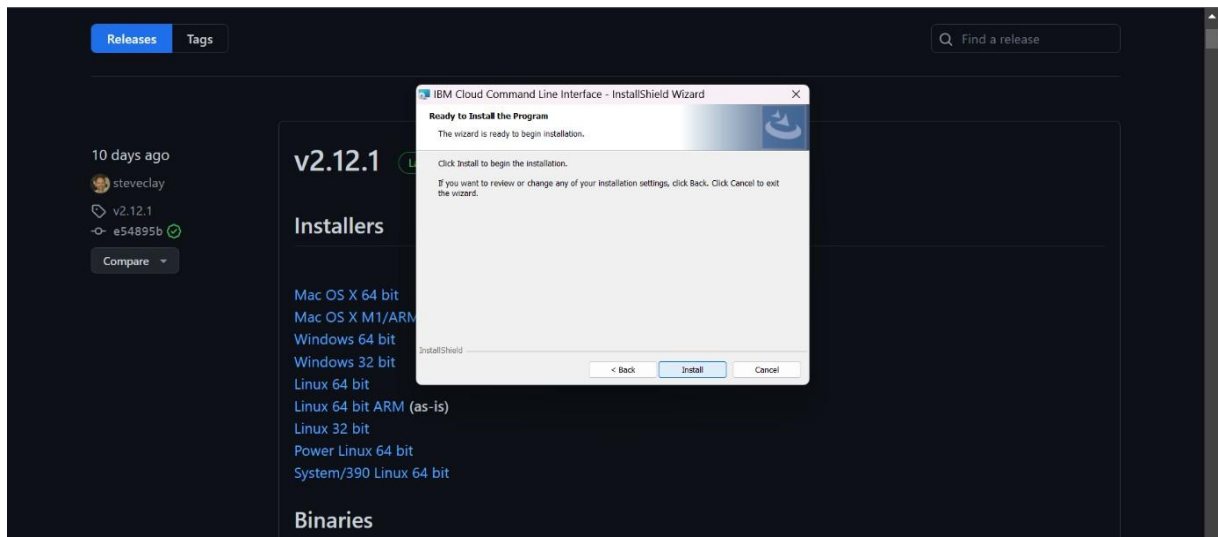 Releases
Tags
Find a release
IBM Cloud Command Line Interface - InstallShield Wizard
Ready to Install the Program
The wizard is ready to begin installation.
Click Install to begin the installation.
If you want to review or change any of your installation settings, click Back. Click Cancel to exit
the wizard.
InstallShield
< Back
Install
Cancel
10 days ago
steveclay
v2.12.1
e54895b
Compare
v2.12.1
Installers
Mac OS X 64 bit
Mac OS X M1/ARM
Windows 64 bit
Windows 32 bit
Linux 64 bit
Linux 64 bit ARM (as-is)
Linux 32 bit
Power Linux 64 bit
System/390 Linux 64 bit
Binaries